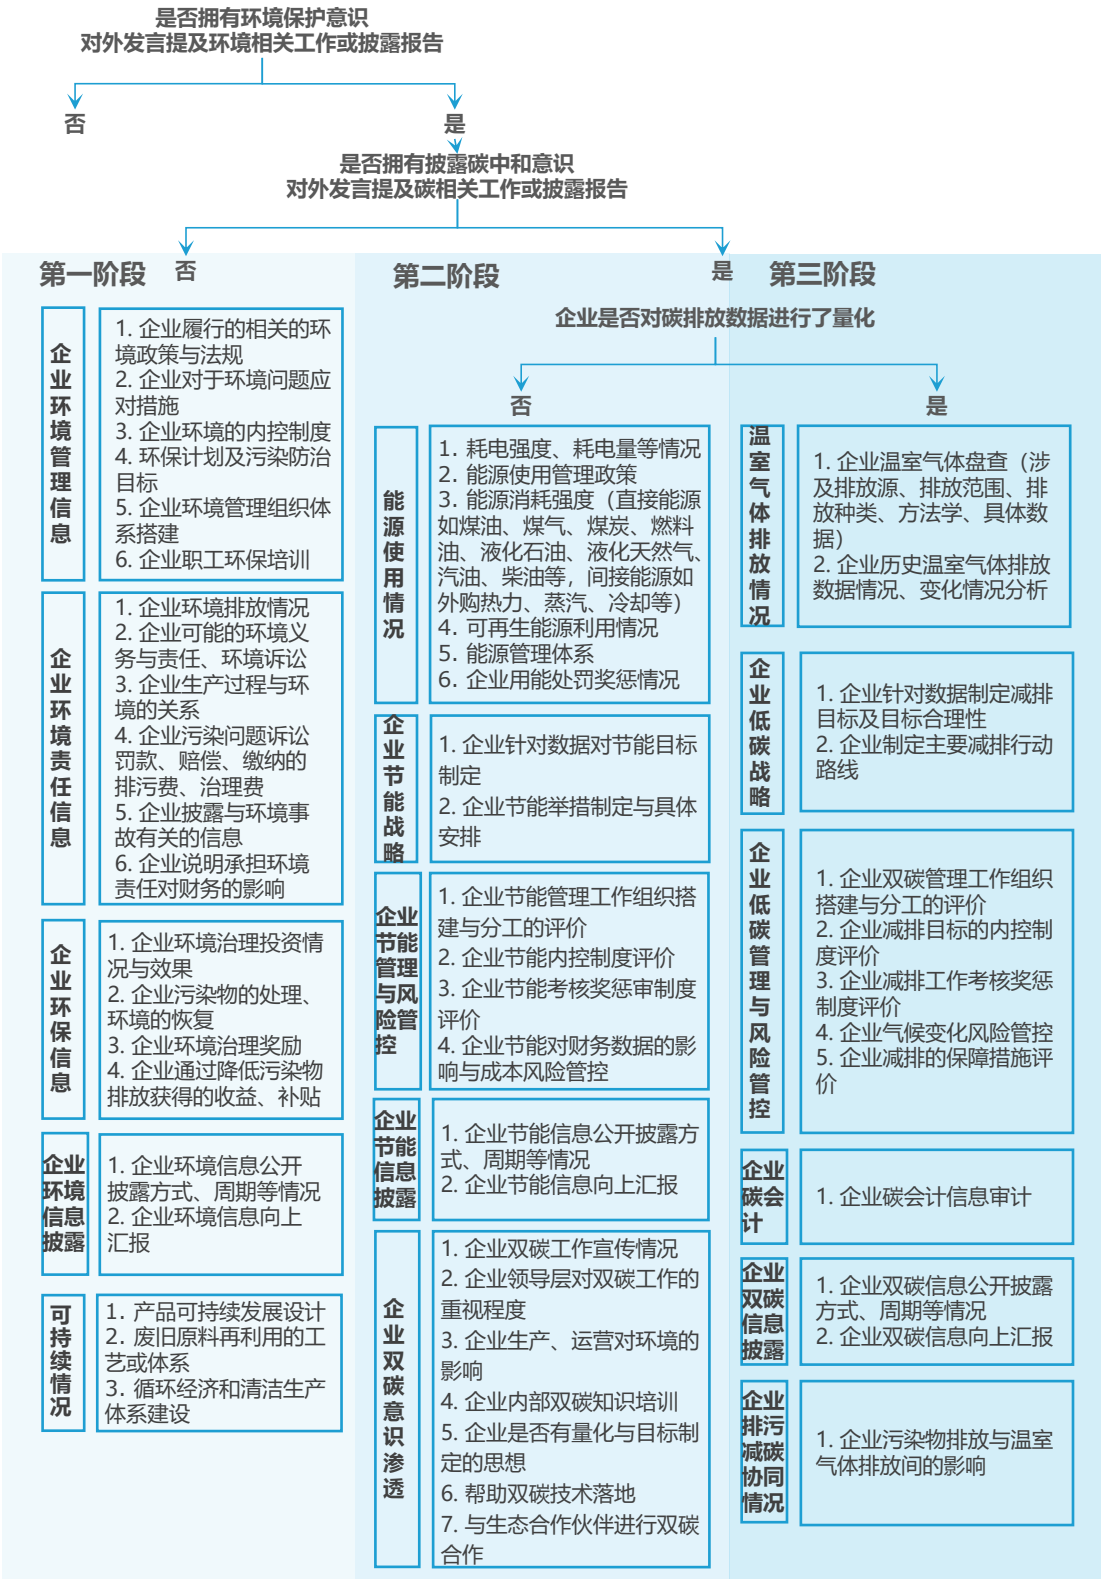 是否拥有环境保护意识
对外发言提及环境相关工作或披露报告
否
是
是否拥有披露碳中和意识
对外发言提及碳相关工作或披露报告
第一阶段
否
第二阶段
是
第三阶段
企业环境管理信息
1. 企业履行的相关的环
境政策与法规
2. 企业对于环境问题应
对措施
3. 企业环境的内控制度
4. 环保计划及污染防治
目标
5. 企业环境管理组织体
系搭建
6. 企业职工环保培训
企业环境责任信息
1. 企业环境排放情况
2. 企业可能的环境义
务与责任、环境诉讼
3. 企业生产过程与环
境的关系
4. 企业污染问题诉讼
罚款、赔偿、缴纳的
排污费、治理费
5. 企业披露与环境事
故有关的信息
6. 企业说明承担环境
责任对财务的影响
企业环保信息
1. 企业环境治理投资情
况与效果
2. 企业污染物的处理、
环境的恢复
3. 企业环境治理奖励
4. 企业通过降低污染物
排放获得的收益、补贴
企业
环境
信息
披露
1. 企业环境信息公开
披露方式、周期等情况
2. 企业环境信息向上
汇报
可持续情况
1. 产品可持续发展设计
2. 废旧原料再利用的工
艺或体系
3. 循环经济和清洁生产
体系建设
企业是否对碳排放数据进行了量化
否
是
能源使用情况
1. 耗电强度、耗电量等情况
2. 能源使用管理政策
3. 能源消耗强度（直接能源
如煤油、煤气、煤炭、燃料
油、液化石油、液化天然气、
汽油、柴油等，间接能源如
外购热力、蒸汽、冷却等）
4. 可再生能源利用情况
5. 能源管理体系
6. 企业用能处罚奖惩情况
企业节能战略
1. 企业针对数据对节能目标
制定
2. 企业节能举措制定与具体
安排
企业
节能
管理
与风
险管
控
1. 企业节能管理工作组织搭
建与分工的评价
2. 企业节能内控制度评价
3. 企业节能考核奖惩审制度
评价
4. 企业节能对财务数据的影
响与成本风险管控
企业
节能
信息
披露
1. 企业节能信息公开披露方
式、周期等情况
2. 企业节能信息向上汇报
企业双碳意识渗透
1. 企业双碳工作宣传情况
2. 企业领导层对双碳工作的
重视程度
3. 企业生产、运营对环境的
影响
4. 企业内部双碳知识培训
5. 企业是否有量化与目标制
定的思想
6. 帮助双碳技术落地
7. 与生态合作伙伴进行双碳
合作
温室气体排放情况
1. 企业温室气体盘查（涉
及排放源、排放范围、排
放种类、方法学、具体数
据）
2. 企业历史温室气体排放
数据情况、变化情况分析
企业低碳战略
1. 企业针对数据制定减排
目标及目标合理性
2. 企业制定主要减排行动
路线
企业低碳管理与风险管控
1. 企业双碳管理工作组织
搭建与分工的评价
2. 企业减排目标的内控制
度评价
3. 企业减排工作考核奖惩
制度评价
4. 企业气候变化风险管控
5. 企业减排的保障措施评
价
企业
碳会
计
1. 企业碳会计信息审计
企业
双碳
信息
披露
1. 企业双碳信息公开披露
方式、周期等情况
2. 企业双碳信息向上汇报
企业
排污
减碳
协同
情况
1. 企业污染物排放与温室
气体排放间的影响